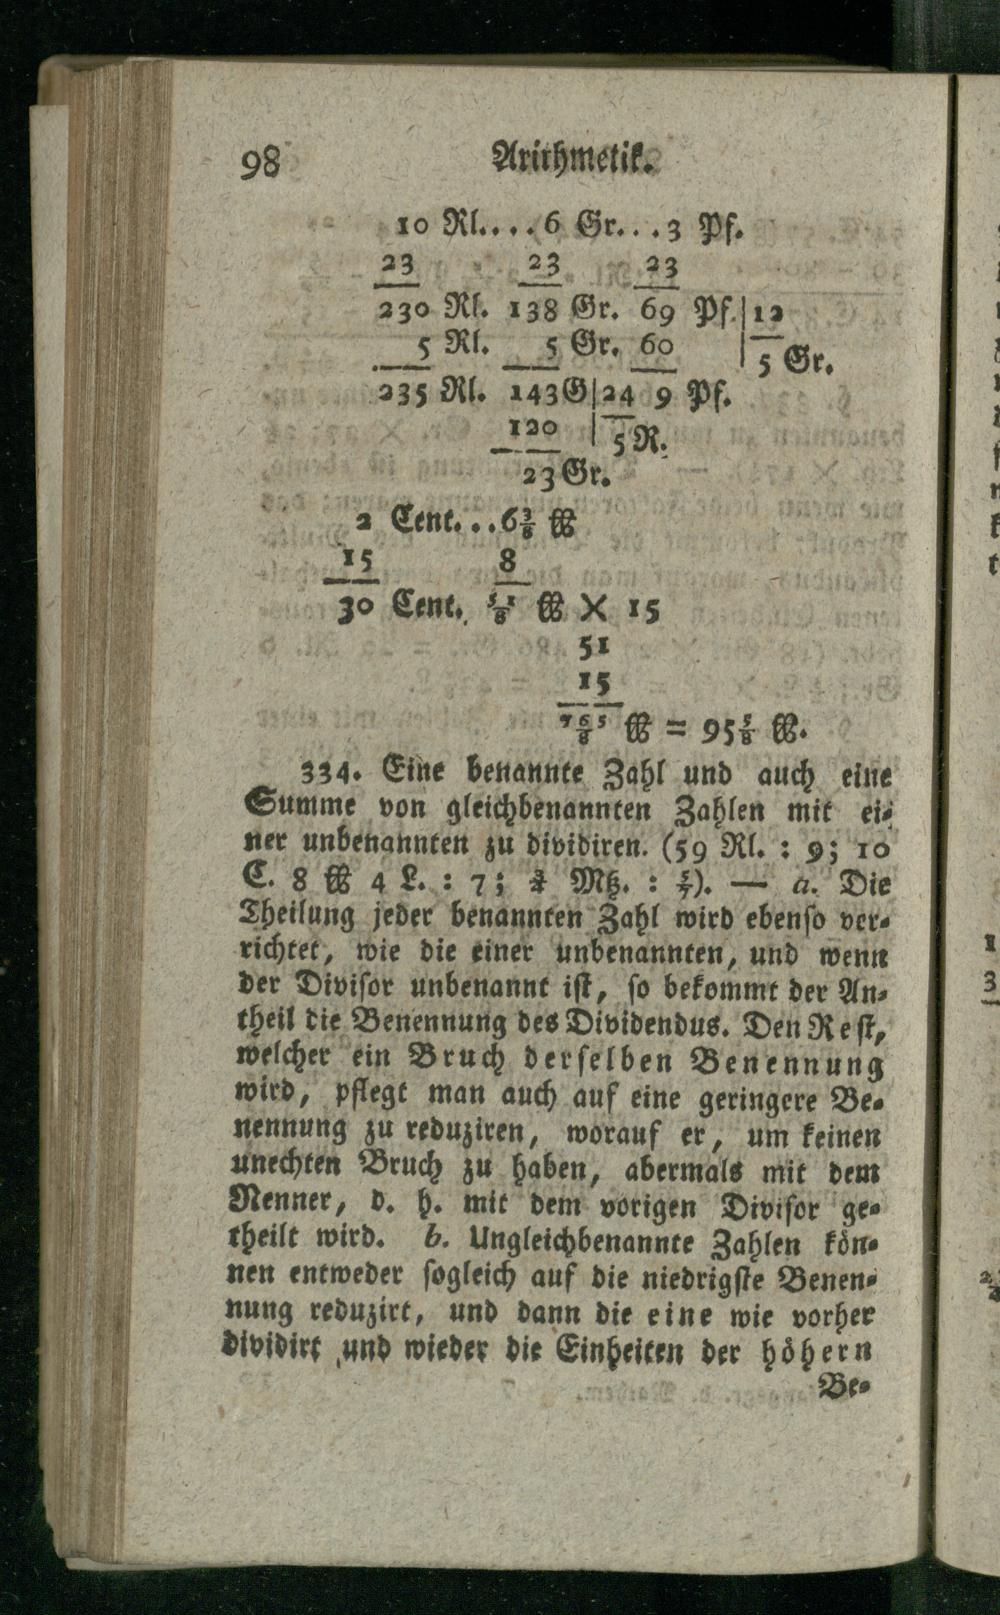 98 Arithmetik.
10 Rl.... 6 Gr... 3 Pf.
23 23 23
230 Rl. 138 Gr. 69 Pf.|12
5 Rl. 5 Gr. 60 |5 Gr.
235 Rl. 143G|24 9 Pf.
120 |5 R.
23 Gr.
2 Cent...6⅜ ℔
15 8
30 Cent. 51/8 ℔ × 15
51
15
765/8 ℔ = 95⅝ ℔.
334. Eine benannte Zahl und auch eine
Summe von gleichbenannten Zahlen mit ei⸗
ner unbenannten zu dividiren. (59 Rl. : 9; 10
C. 8 ℔ 4 L. : 7; ¾ Mtz. : 5/7). — a. Die
Theilung jeder benannten Zahl wird ebenso ver⸗
richtet, wie die einer unbenannten, und wenn
der Divisor unbenannt ist, so bekommt der An⸗
theil die Benennung des Dividendus. Den Rest,
welcher ein Bruch derselben Benennung
wird, pflegt man auch auf eine geringere Be⸗
nennung zu reduziren, worauf er, um keinen
unechten Bruch zu haben, abermals mit dem
Nenner, d. h. mit dem vorigen Divisor ge⸗
theilt wird. b. Ungleichbenannte Zahlen kön⸗
nen entweder sogleich auf die niedrigste Benen⸗
nung reduzirt, und dann die eine wie vorher
dividirt und wieder die Einheiten der höhern
Be⸗